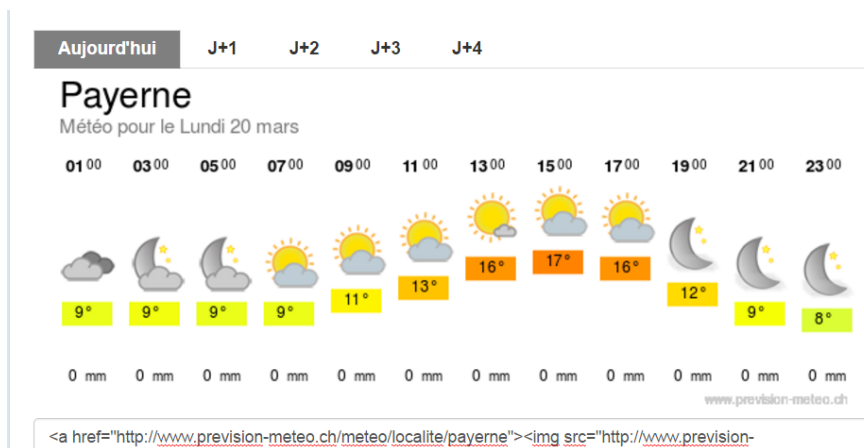 Aujourd'hui J+1 J+2 J+3 J+4
Payerne
Météo pour le Lundi 20 mars
01 00 03 00 05 00 07 00 09 00 11 00 13 00 15 00 17 00 19 00 21 00 23 00
9° 9° 9° 9° 11° 13° 16° 17° 16° 12° 9° 8°
0 mm 0 mm 0 mm 0 mm 0 mm 0 mm 0 mm 0 mm 0 mm 0 mm 0 mm 0 mm
www.prevision-meteo.ch
<a href="http://www.prevision-meteo.ch/meteo/localite/payerne"><img src="http://www.prevision-